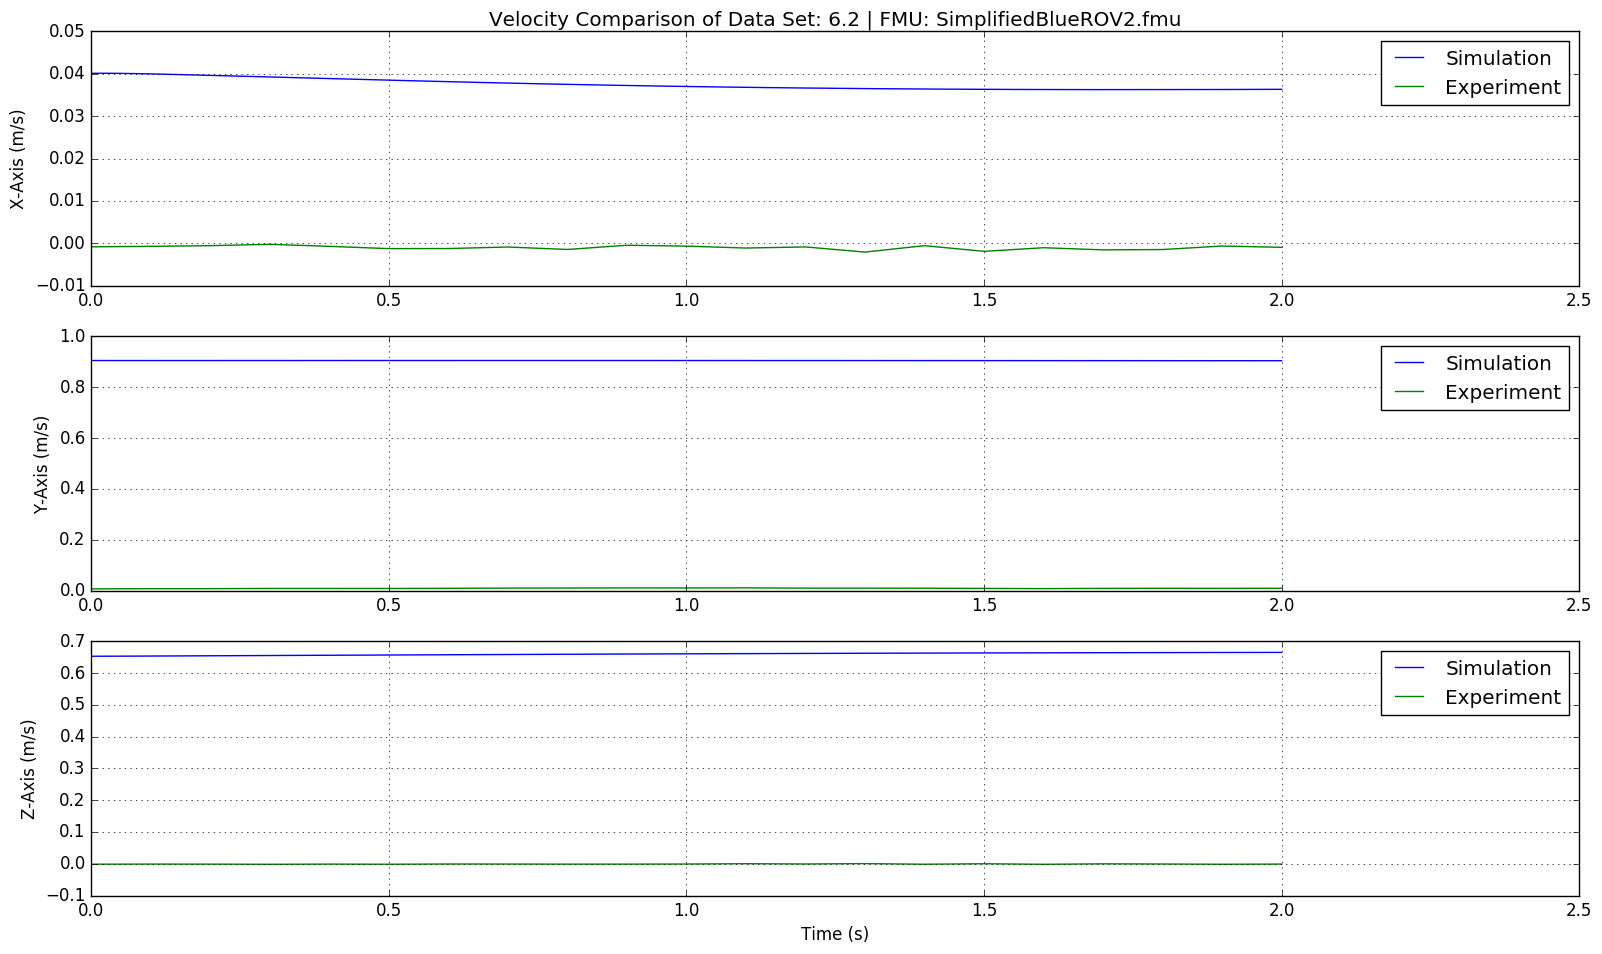 Velocity Comparison of Data Set: 6.2 | FMU: SimplifiedBlueROV2.fmu
0.05
0.04
0.03
0.02
0.01
0.00
−0.01
X-Axis (m/s)
Simulation
Experiment
0.0 0.5 1.0 1.5 2.0 2.5
1.0
0.8
0.6
0.4
0.2
0.0
Y-Axis (m/s)
Simulation
Experiment
0.0 0.5 1.0 1.5 2.0 2.5
0.7
0.6
0.5
0.4
0.3
0.2
0.1
0.0
−0.1
Z-Axis (m/s)
Simulation
Experiment
0.0 0.5 1.0 1.5 2.0 2.5
Time (s)